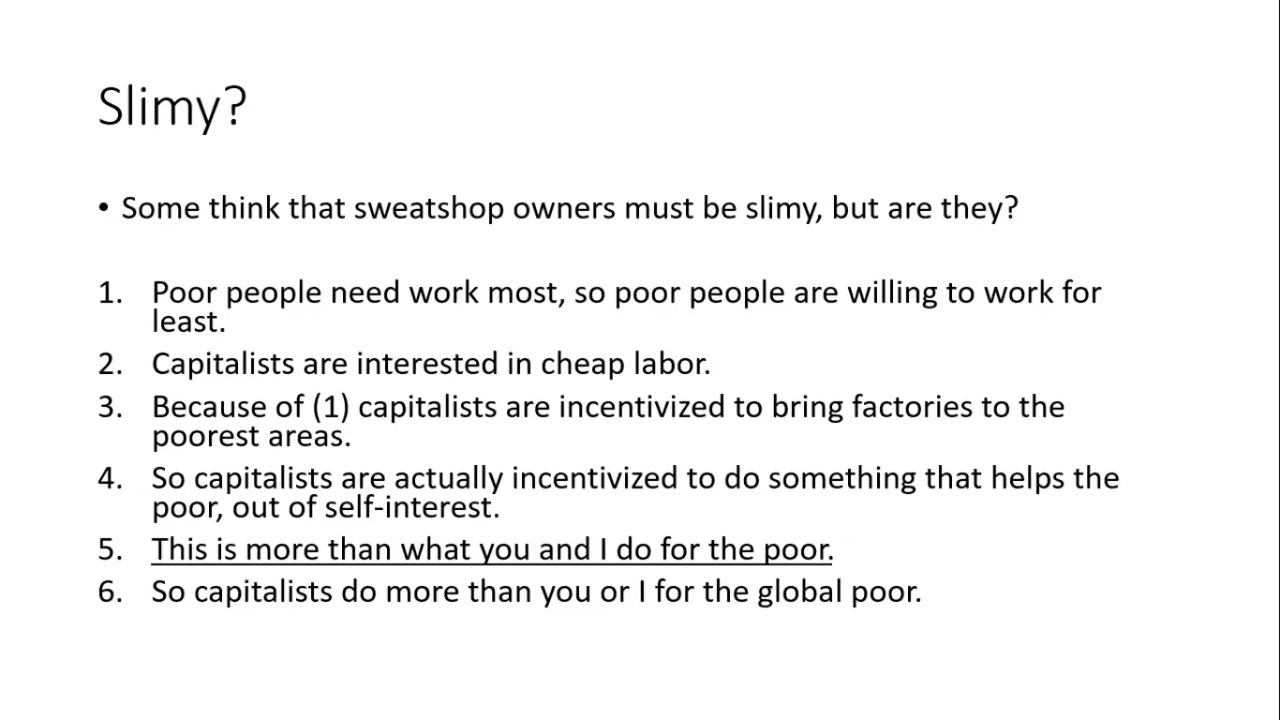 Slimy?
• Some think that sweatshop owners must be slimy, but are they?
1. Poor people need work most, so poor people are willing to work for
least.
2. Capitalists are interested in cheap labor.
3. Because of (1) capitalists are incentivized to bring factories to the
poorest areas.
4. So capitalists are actually incentivized to do something that helps the
poor, out of self-interest.
5. This is more than what you and I do for the poor.
6. So capitalists do more than you or I for the global poor.